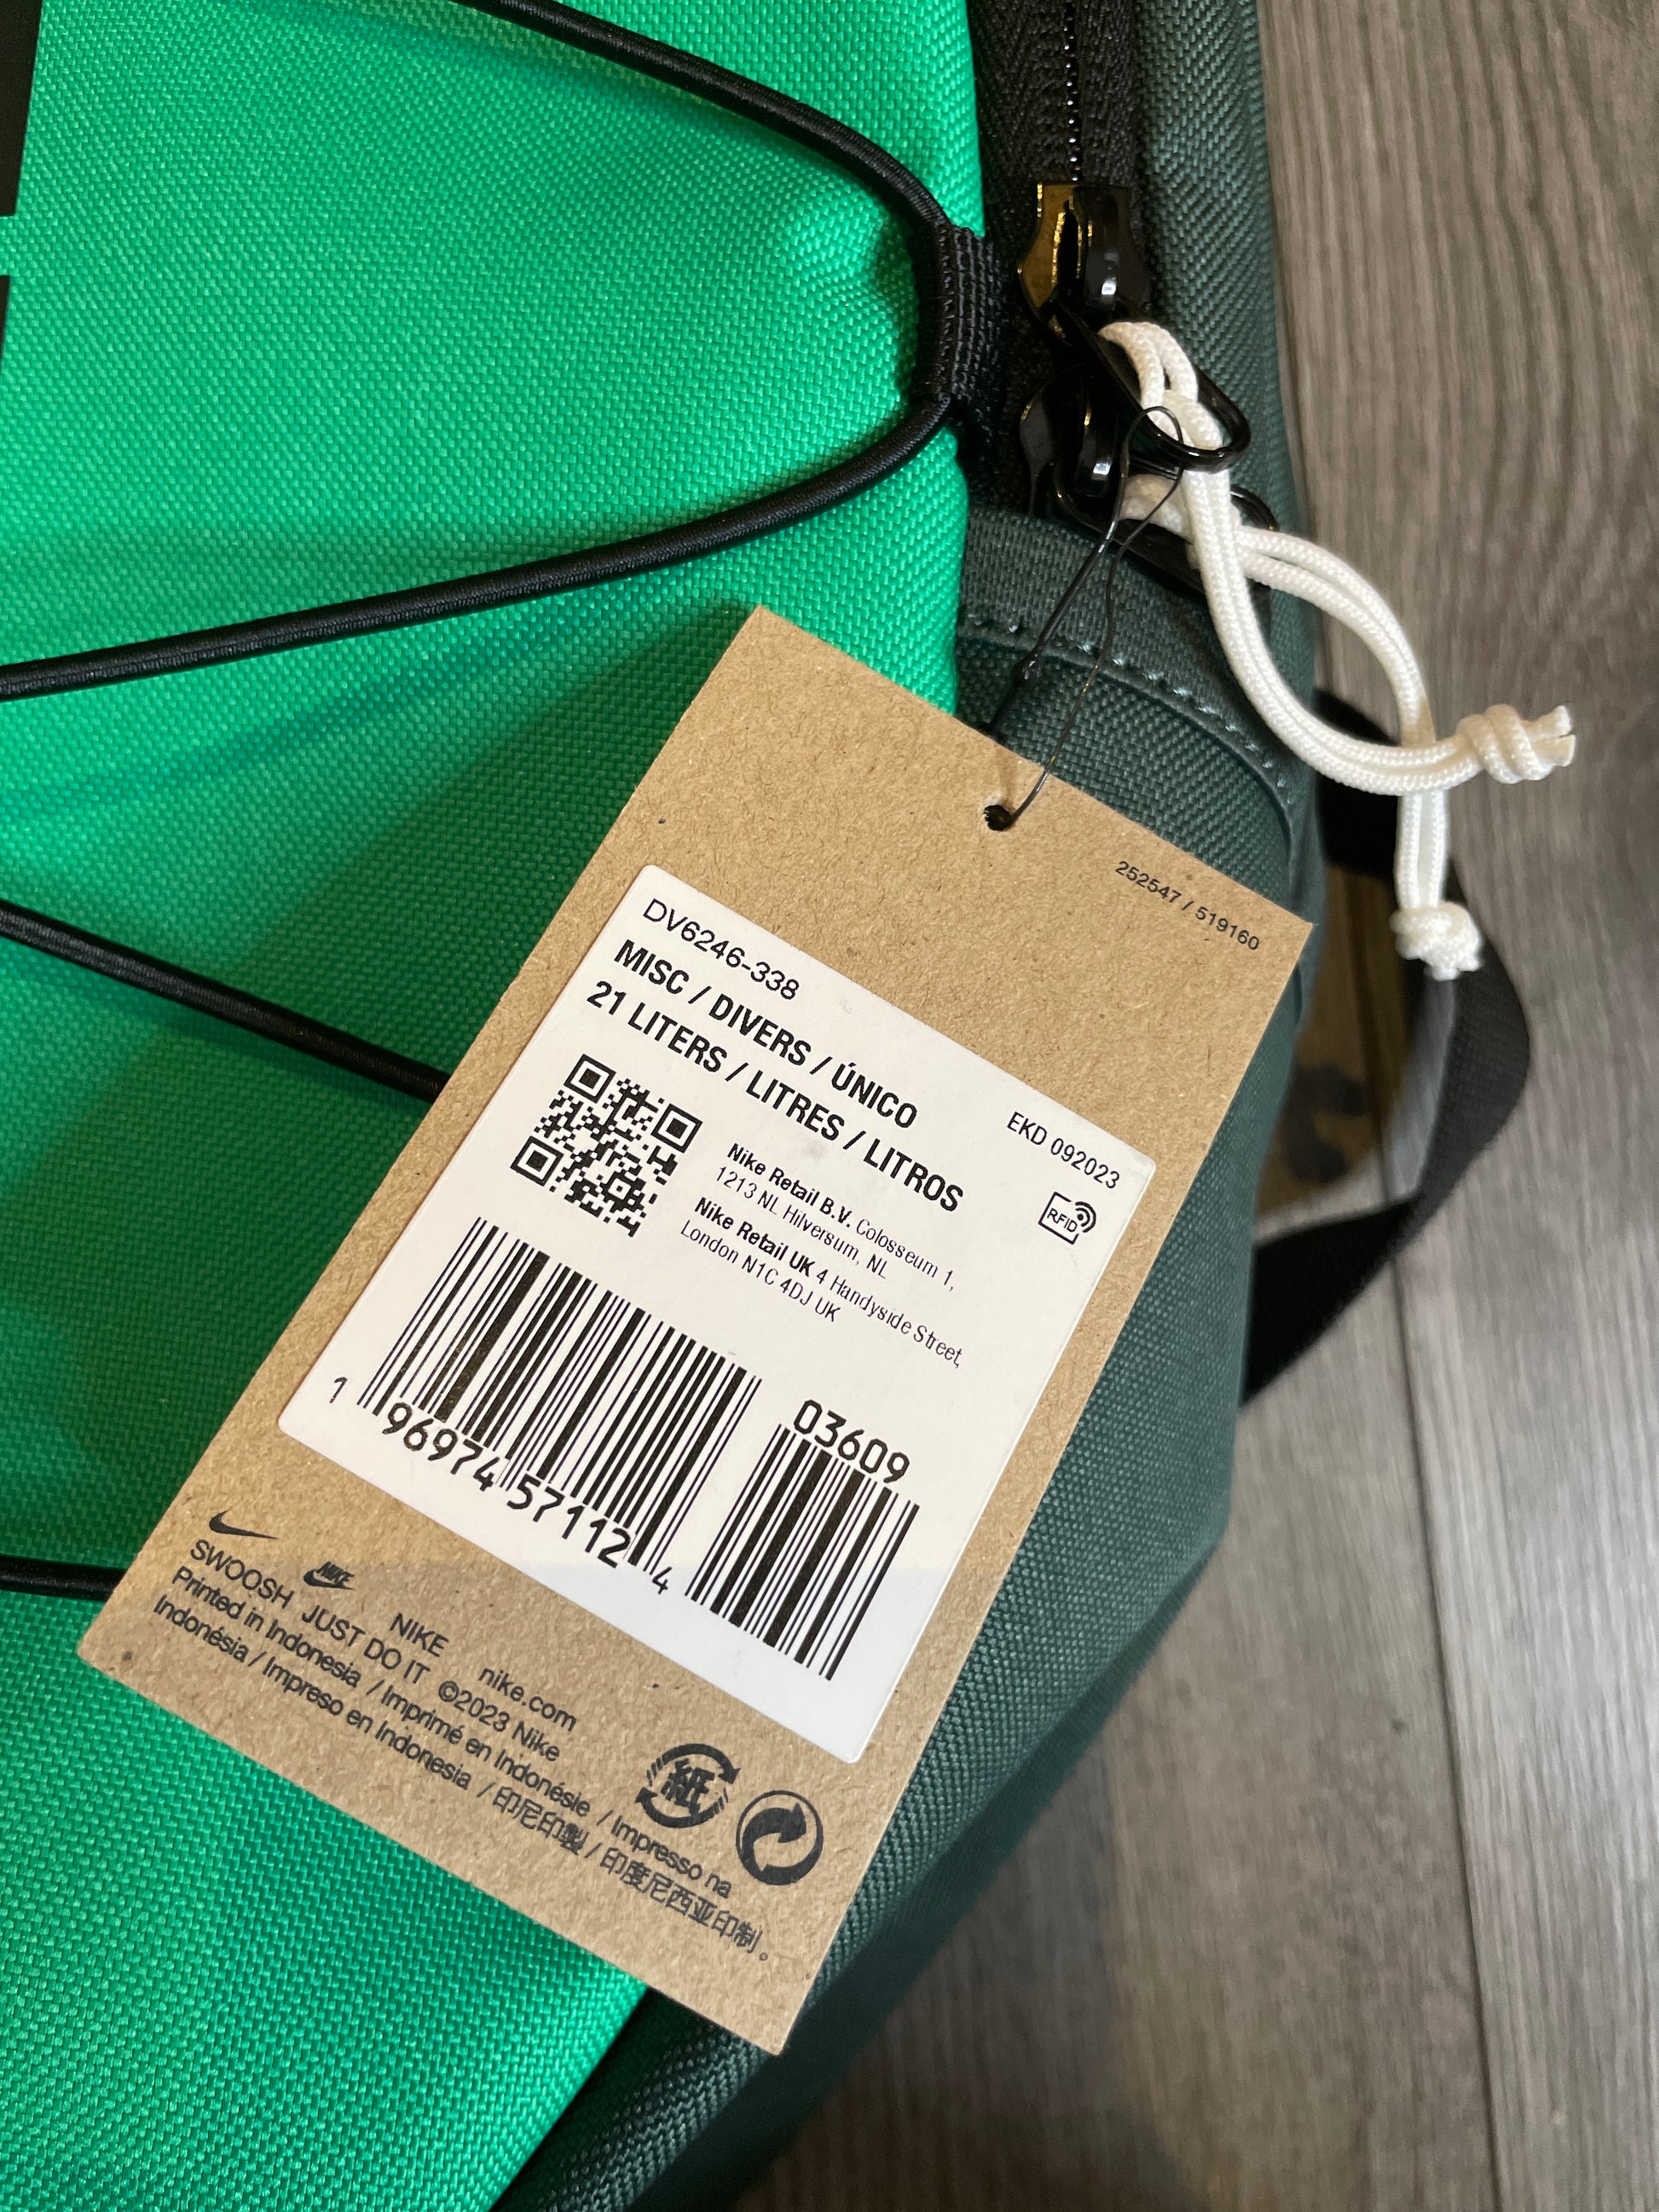 252547 / 519160
DV6246-338
MISC / DIVERS / ÚNICO
21 LITERS / LITRES / LITROS
EKD 092023
RFID
Nike Retail B.V. Colosseum 1,
1213 NL Hilversum, NL
Nike Retail UK 4 Handyside Street,
London N1C 4DJ UK
03609
1 96974 57112 4
NIKE
NIKE nike.com
SWOOSH JUST DO IT ©2023 Nike
Printed in Indonesia / Imprimé en Indonésie / Impresso na
Indonésia / Impreso en Indonesia / 印尼印製 / 印度尼西亚印制。
紙